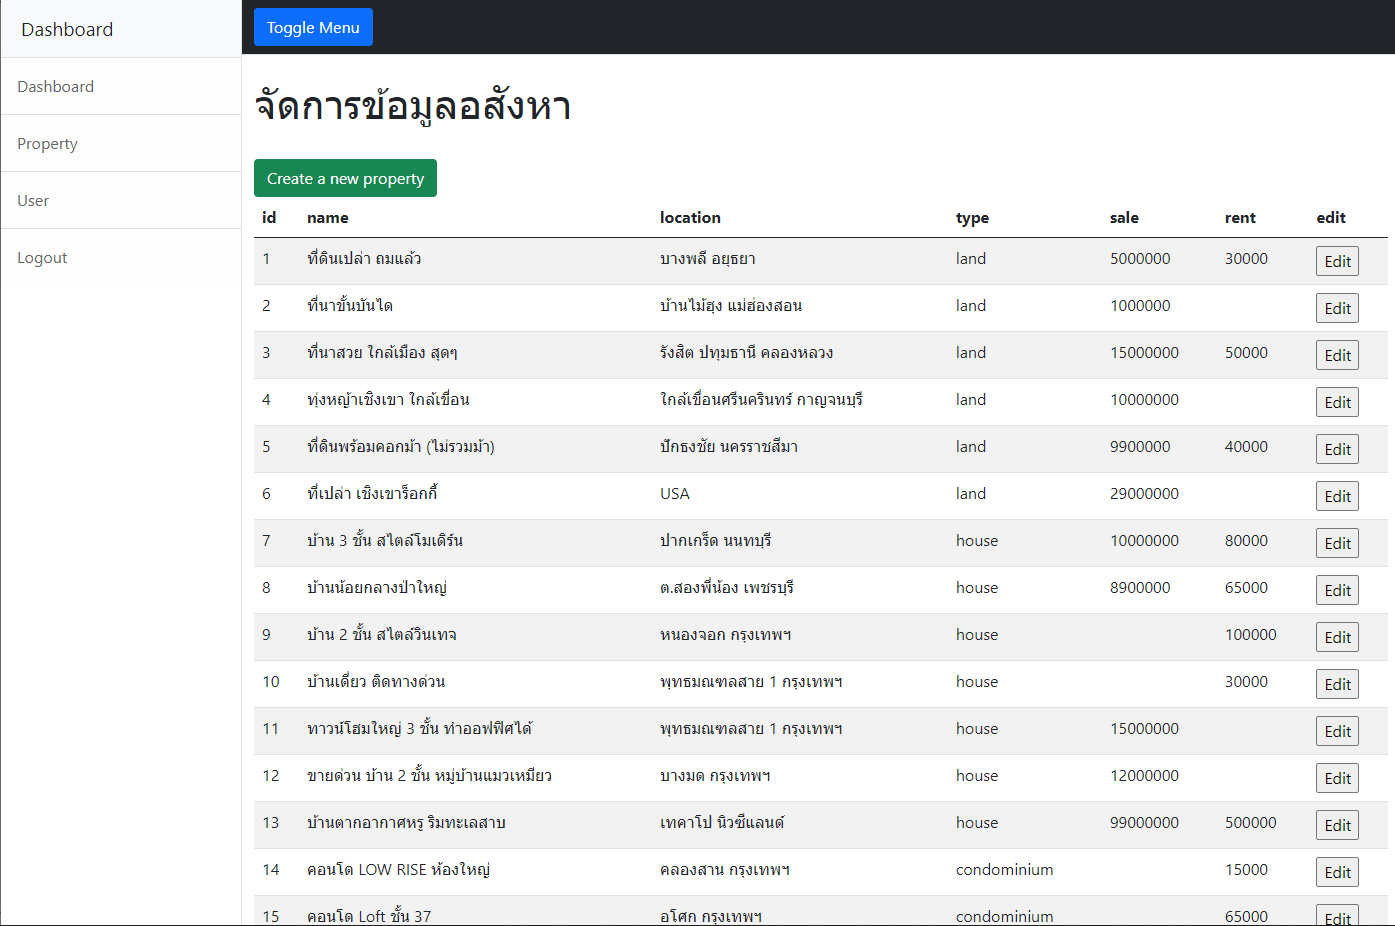 Dashboard
Toggle Menu
Dashboard
Property
User
Logout
จัดการข้อมูลอสังหา
Create a new property
id name location type sale rent edit
1 ที่ดินเปล่า ถมแล้ว บางพลี อยุธยา land 5000000 30000 Edit
2 ที่นาขั้นบันได บ้านไม้ฮุง แม่ฮ่องสอน land 1000000 Edit
3 ที่นาสวย ใกล้เมือง สุดๆ รังสิต ปทุมธานี คลองหลวง land 15000000 50000 Edit
4 ทุ่งหญ้าเชิงเขา ใกล้เขื่อน ใกล้เขื่อนศรีนครินทร์ กาญจนบุรี land 10000000 Edit
5 ที่ดินพร้อมคอกม้า (ไม่รวมม้า) ปักธงชัย นครราชสีมา land 9900000 40000 Edit
6 ที่เปล่า เชิงเขาร็อกกี้ USA land 29000000 Edit
7 บ้าน 3 ชั้น สไตล์โมเดิร์น ปากเกร็ด นนทบุรี house 10000000 80000 Edit
8 บ้านน้อยกลางป่าใหญ่ ต.สองพี่น้อง เพชรบุรี house 8900000 65000 Edit
9 บ้าน 2 ชั้น สไตล์วินเทจ หนองจอก กรุงเทพฯ house 100000 Edit
10 บ้านเดี่ยว ติดทางด่วน พุทธมณฑลสาย 1 กรุงเทพฯ house 30000 Edit
11 ทาวน์โฮมใหญ่ 3 ชั้น ทำออฟฟิศได้ พุทธมณฑลสาย 1 กรุงเทพฯ house 15000000 Edit
12 ขายด่วน บ้าน 2 ชั้น หมู่บ้านแมวเหมียว บางมด กรุงเทพฯ house 12000000 Edit
13 บ้านตากอากาศหรู ริมทะเลสาบ เทคาโป นิวซีแลนด์ house 99000000 500000 Edit
14 คอนโด LOW RISE ห้องใหญ่ คลองสาน กรุงเทพฯ condominium 15000 Edit
15 คอนโด Loft ชั้น 37 อโศก กรุงเทพฯ condominium 65000 Edit